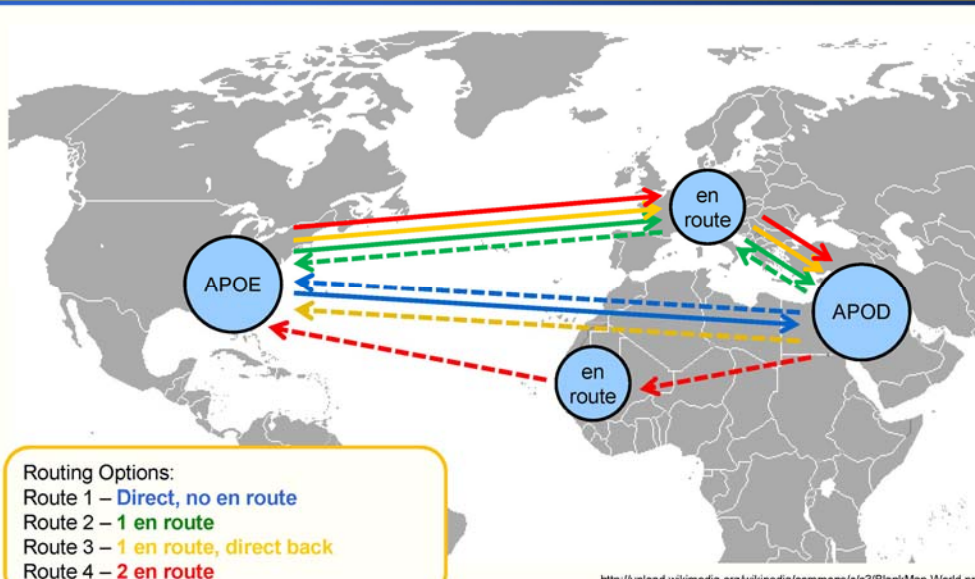 en
route
APOE
APOD
en
route
Routing Options:
Route 1 – Direct, no en route
Route 2 – 1 en route
Route 3 – 1 en route, direct back
Route 4 – 2 en route